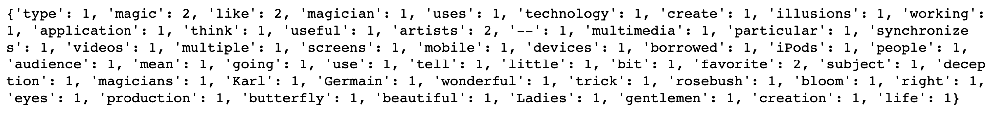 {'type': 1, 'magic': 2, 'like': 2, 'magician': 1, 'uses': 1, 'technology': 1, 'create': 1, 'illusions': 1, 'working':
1, 'application': 1, 'think': 1, 'useful': 1, 'artists': 2, '--': 1, 'multimedia': 1, 'particular': 1, 'synchronize
s': 1, 'videos': 1, 'multiple': 1, 'screens': 1, 'mobile': 1, 'devices': 1, 'borrowed': 1, 'iPods': 1, 'people': 1,
'audience': 1, 'mean': 1, 'going': 1, 'use': 1, 'tell': 1, 'little': 1, 'bit': 1, 'favorite': 2, 'subject': 1, 'decep
tion': 1, 'magicians': 1, 'Karl': 1, 'Germain': 1, 'wonderful': 1, 'trick': 1, 'rosebush': 1, 'bloom': 1, 'right': 1,
'eyes': 1, 'production': 1, 'butterfly': 1, 'beautiful': 1, 'Ladies': 1, 'gentlemen': 1, 'creation': 1, 'life': 1}